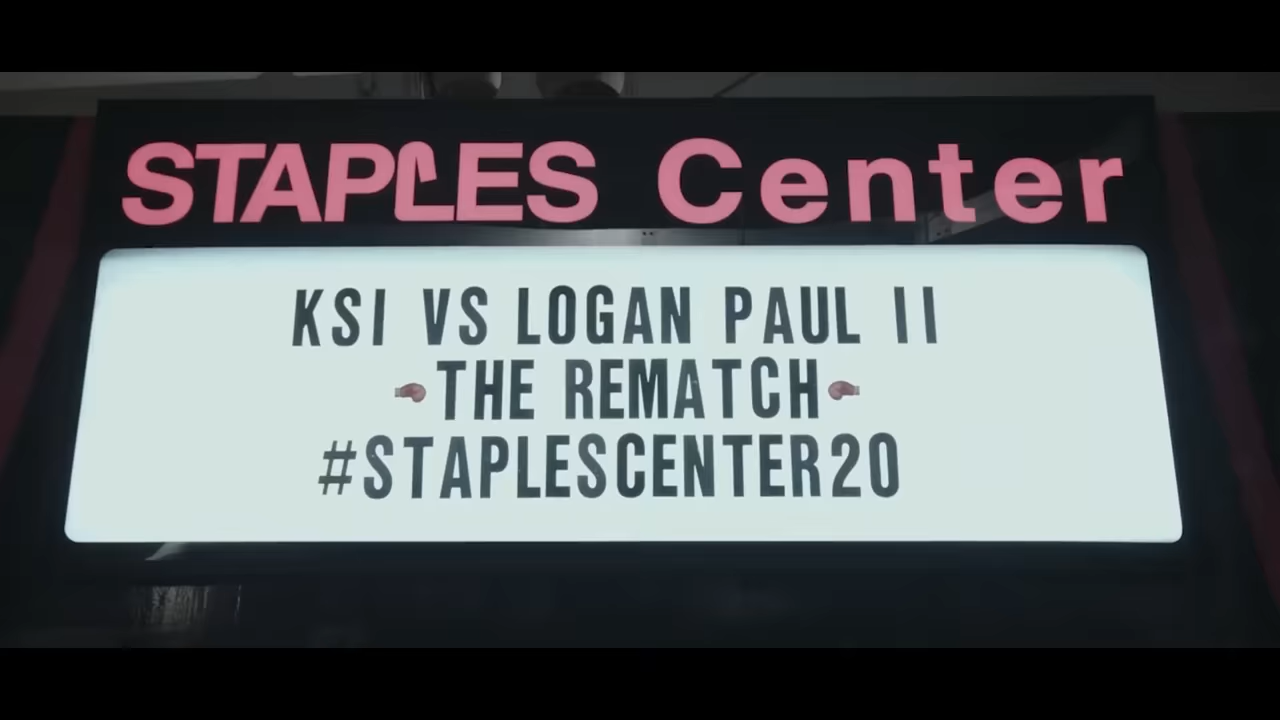 STAPLES Center
KSI VS LOGAN PAUL II
THE REMATCH
#STAPLESCENTER20